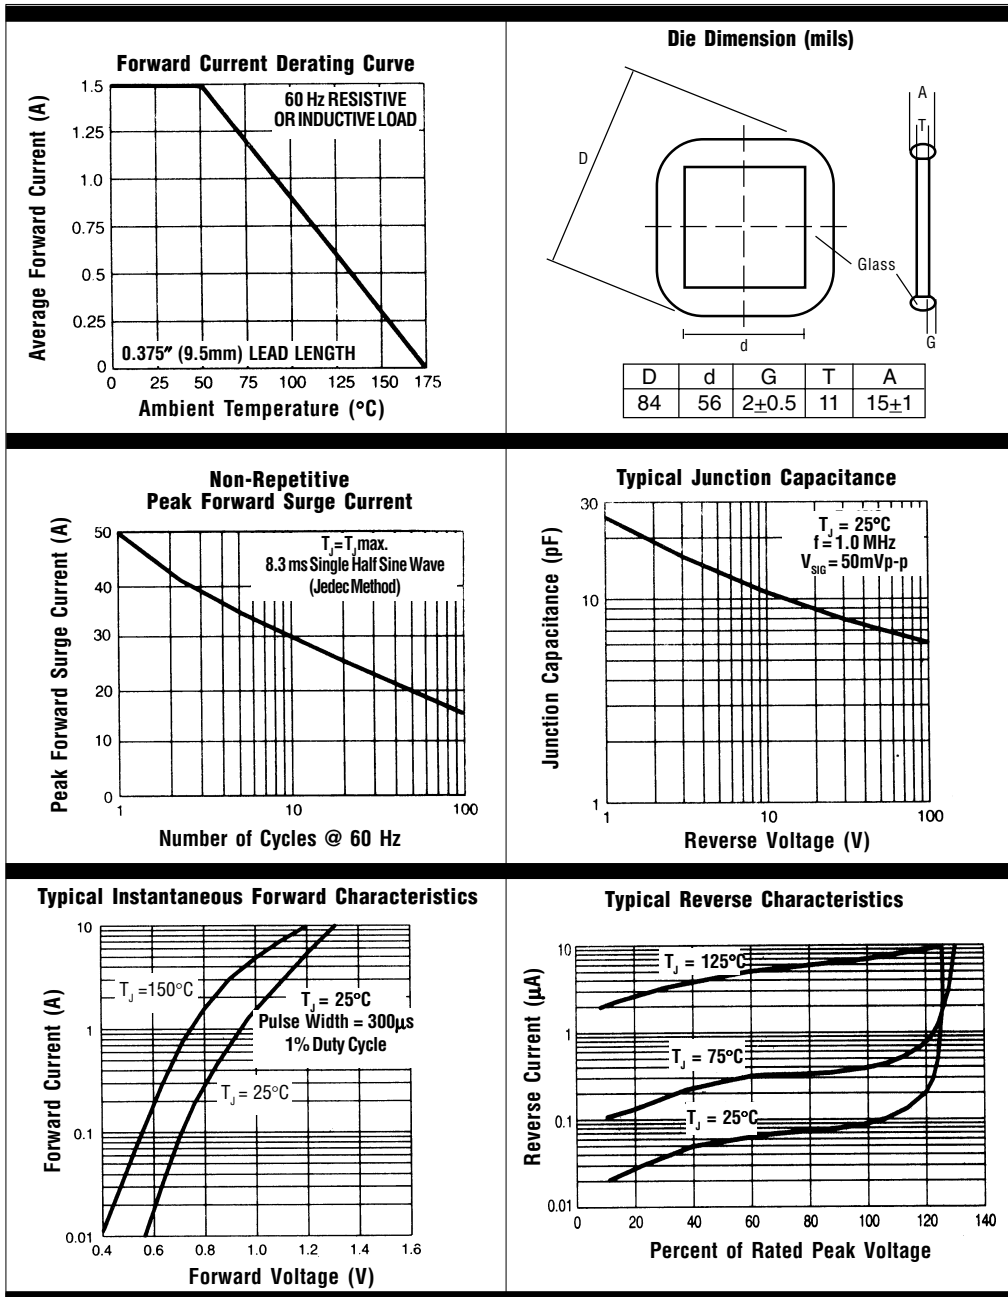 Forward Current Derating Curve
60 Hz RESISTIVE
OR INDUCTIVE LOAD
Average Forward Current (A)
1.5
1.25
1.0
0.75
0.5
0.25
0
0.375″ (9.5mm) LEAD LENGTH
0 25 50 75 100 125 150 175
Ambient Temperature (°C)
Die Dimension (mils)
A
T
D
Glass
G
d
D d G T A
84 56 2±0.5 11 15±1
Non-Repetitive
Peak Forward Surge Current
TJ=TJmax.
8.3 ms Single Half Sine Wave
(Jedec Method)
Peak Forward Surge Current (A)
50
40
30
20
10
0
1 10 100
Number of Cycles @ 60 Hz
Typical Junction Capacitance
TJ = 25°C
f = 1.0 MHz
VSIG = 50mVp-p
Junction Capacitance (pF)
30
10
1
1 10 100
Reverse Voltage (V)
Typical Instantaneous Forward Characteristics
TJ =150°C
TJ = 25°C
Pulse Width = 300µs
1% Duty Cycle
TJ = 25°C
Forward Current (A)
10
1
0.1
0.01
0.4 0.6 0.8 1.0 1.2 1.4 1.6
Forward Voltage (V)
Typical Reverse Characteristics
TJ = 125°C
TJ = 75°C
TJ = 25°C
Reverse Current (µA)
10
1
0.1
0.01
0 20 40 60 80 100 120 140
Percent of Rated Peak Voltage